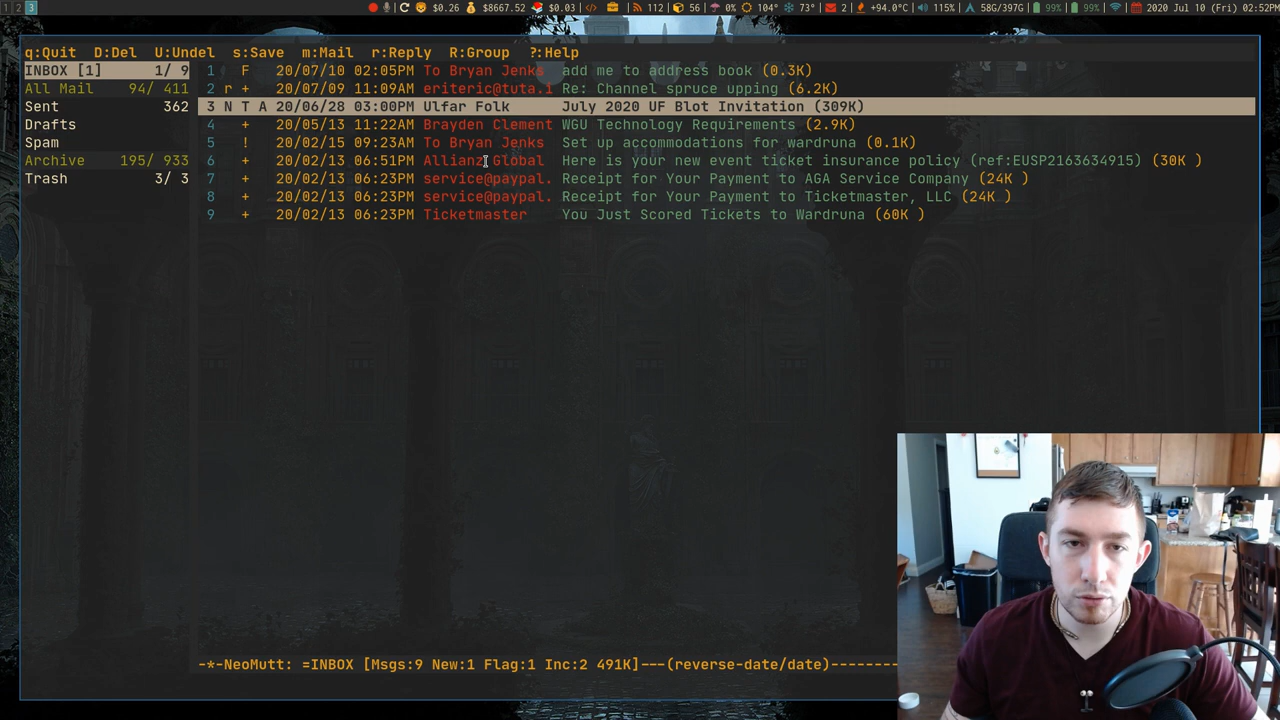 1 2 3 $0.26 $8667.52 $0.03 112 56 0% 104° 73° 2 +94.0°C 115% 58G/397G 99% 99% 2020 Jul 10 (Fri) 02:52PM
q:Quit D:Del U:Undel s:Save m:Mail r:Reply R:Group ?:Help
INBOX [1] 1/ 9
All Mail 94/ 411
Sent 362
Drafts
Spam
Archive 195/ 933
Trash 3/ 3
1 F 20/07/10 02:05PM To Bryan Jenks add me to address book (0.3K)
2 r + 20/07/09 11:09AM eriteric@tuta.i Re: Channel spruce upping (6.2K)
3 N T A 20/06/28 03:00PM Ulfar Folk July 2020 UF Blot Invitation (309K)
4 + 20/05/13 11:22AM Brayden Clement WGU Technology Requirements (2.9K)
5 ! 20/02/15 09:23AM To Bryan Jenks Set up accommodations for wardruna (0.1K)
6 + 20/02/13 06:51PM Allianz Global Here is your new event ticket insurance policy (ref:EUSP2163634915) (30K )
7 + 20/02/13 06:23PM service@paypal. Receipt for Your Payment to AGA Service Company (24K )
8 + 20/02/13 06:23PM service@paypal. Receipt for Your Payment to Ticketmaster, LLC (24K )
9 + 20/02/13 06:23PM Ticketmaster You Just Scored Tickets to Wardruna (60K )
-*-NeoMutt: =INBOX [Msgs:9 New:1 Flag:1 Inc:2 491K]---(reverse-date/date)--------